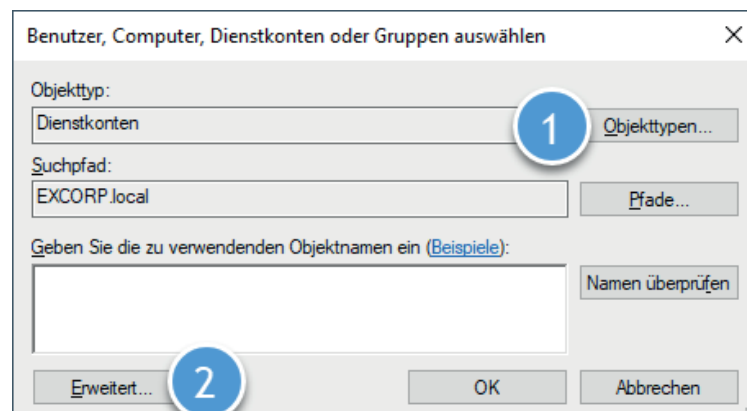 Benutzer, Computer, Dienstkonten oder Gruppen auswählen
Objekttyp:
Dienstkonten
1
Objekttypen...
Suchpfad:
EXCORP.local
Pfade...
Geben Sie die zu verwendenden Objektnamen ein (Beispiele):
Namen überprüfen
Erweitert...
2
OK
Abbrechen